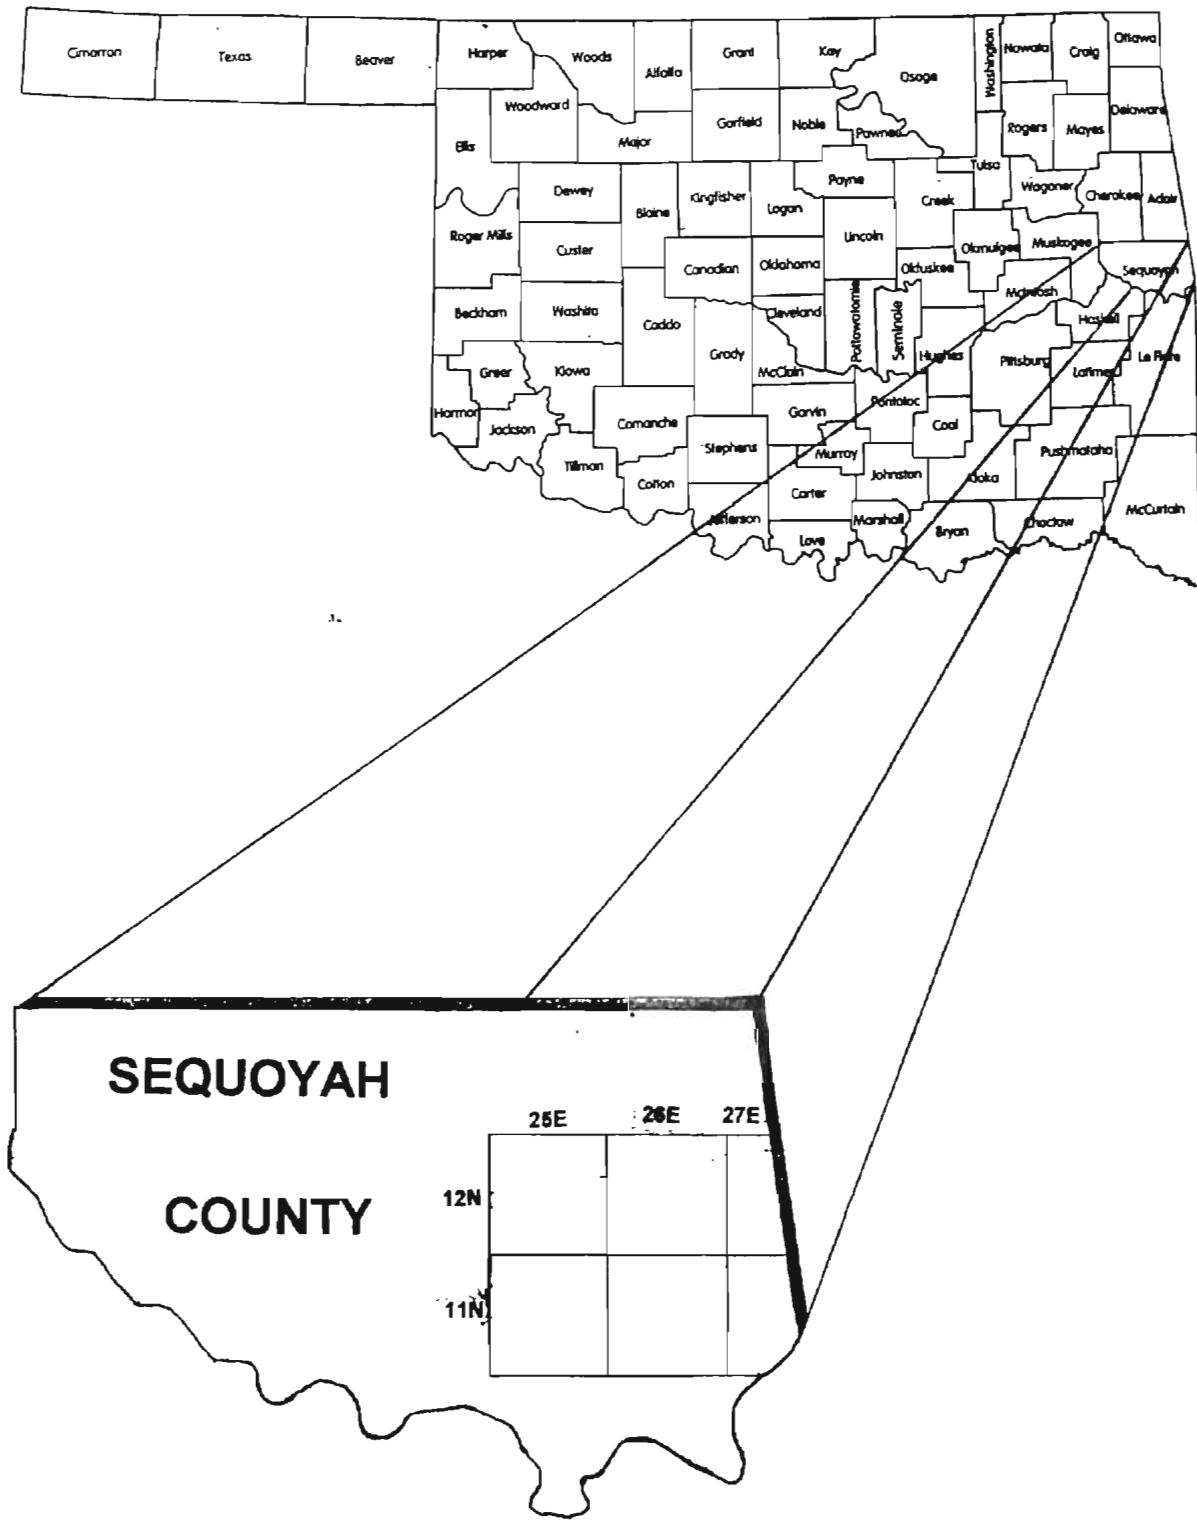 Cimarron Texas Beaver Harper Woods Alfalfa Grant Kay Osage Washington Nowata Craig Ottawa
Woodward Major Garfield Noble Pawnee Rogers Mayes Delaware
Ellis Dewey Blaine Kingfisher Logan Payne Creek Tulsa Wagoner Cherokee Adair
Roger Mills Custer Canadian Oklahoma Lincoln Okfuskee Okmulgee Muskogee Sequoyah
Beckham Washita Caddo Grady Cleveland McClain Pottawatomie Seminole Hughes McIntosh Pittsburg Haskell Latimer Le Flore
Harmon Greer Kiowa Comanche Stephens Garvin Murray Pontotoc Coal Pushmataha
Jackson Tillman Cotton Jefferson Carter Love Johnston Marshall Atoka Bryan Choctaw McCurtain
SEQUOYAH
25E 26E 27E
12N
COUNTY
11N